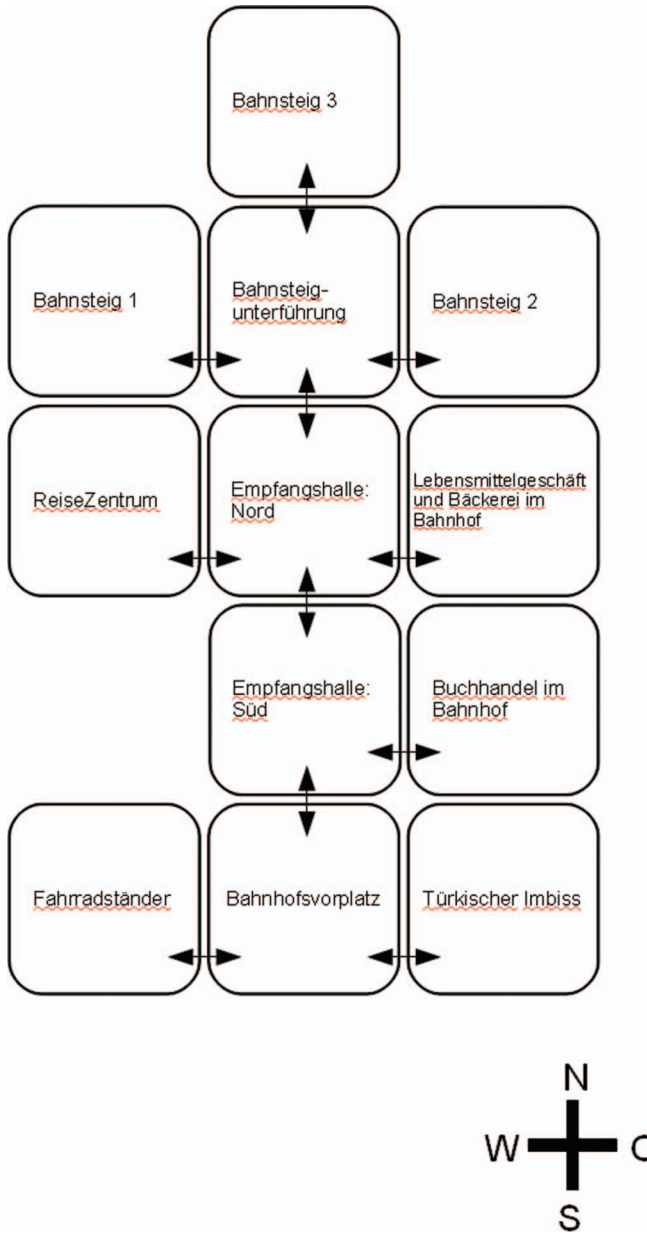 Bahnsteig 3
Bahnsteig 1
Bahnsteig-
unterführung
Bahnsteig 2
ReiseZentrum
Empfangshalle:
Nord
Lebensmittelgeschäft
und Bäckerei im
Bahnhof
Empfangshalle:
Süd
Buchhandel im
Bahnhof
Fahrradständer
Bahnhofsvorplatz
Türkischer Imbiss
N
W
S